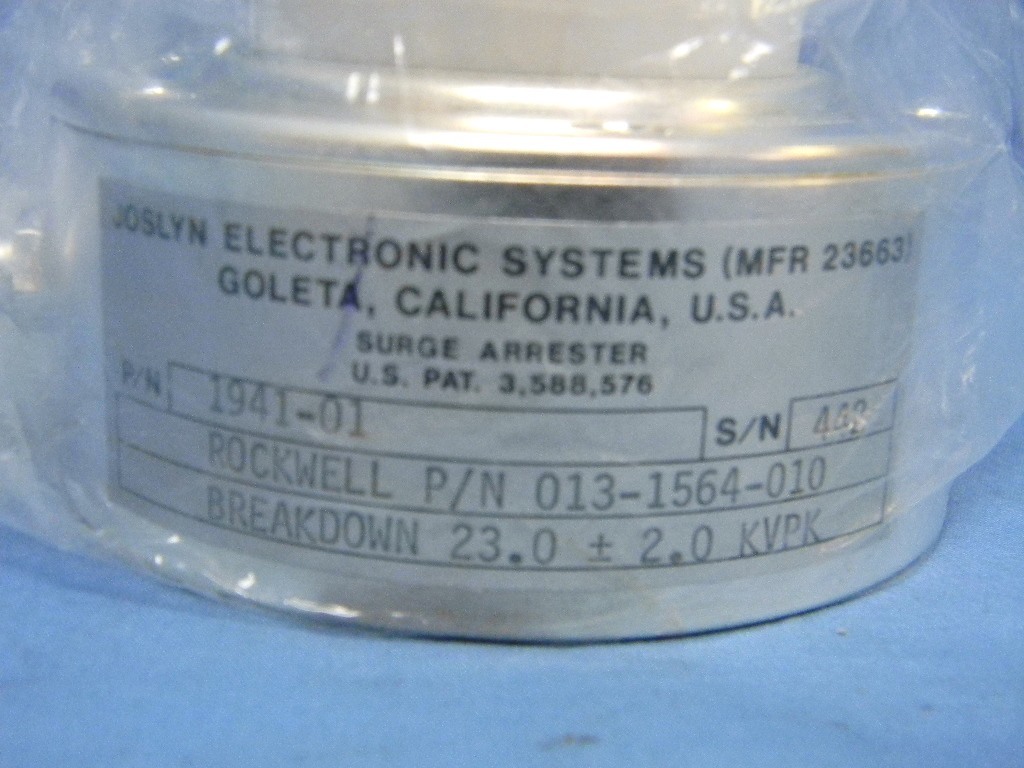 JOSLYN ELECTRONIC SYSTEMS (MFR 23663)
GOLETA, CALIFORNIA, U.S.A.
SURGE ARRESTER
U.S. PAT. 3,588,576
P/N 1941-01 S/N
ROCKWELL P/N 013-1564-010
BREAKDOWN 23.0 ± 2.0 KVPK